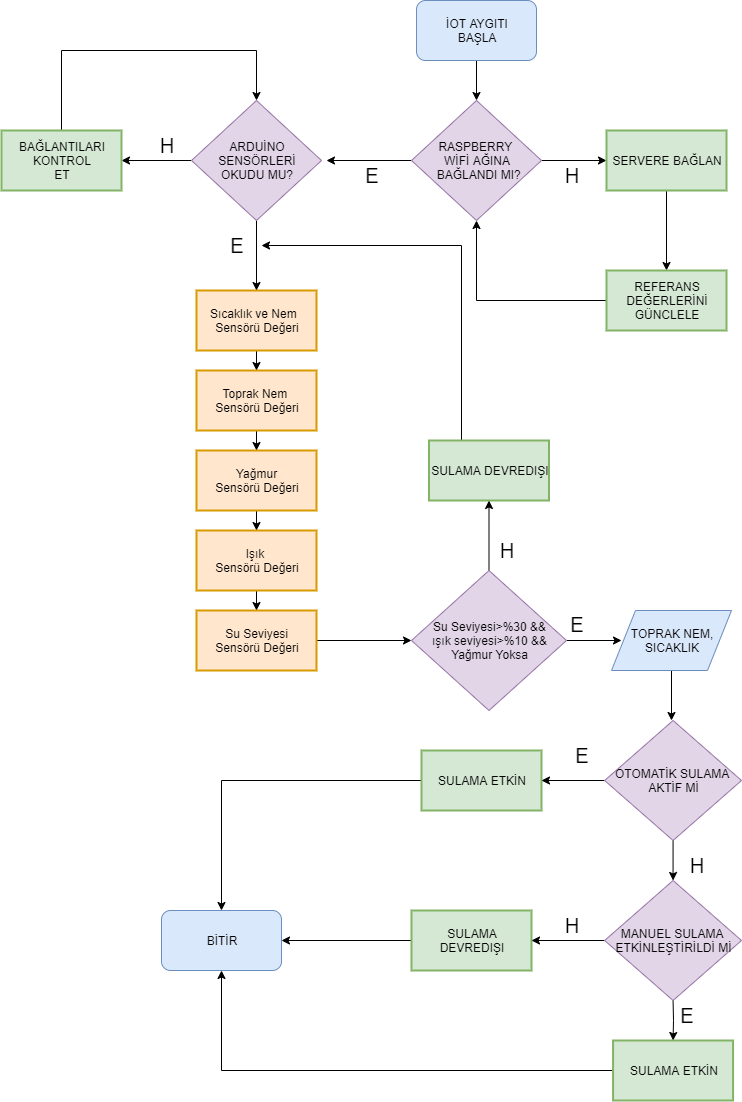 İOT AYGITI
BAŞLA
RASPBERRY
WİFİ AĞINA
BAĞLANDI MI?
E
H
ARDUİNO
SENSÖRLERİ
OKUDU MU?
H
BAĞLANTILARI
KONTROL
ET
SERVERE BAĞLAN
REFERANS
DEĞERLERİNİ
GÜNCLELE
E
Sıcaklık ve Nem
Sensörü Değeri
Toprak Nem
Sensörü Değeri
Yağmur
Sensörü Değeri
Işık
Sensörü Değeri
Su Seviyesi
Sensörü Değeri
SULAMA DEVREDIŞI
H
Su Seviyesi>%30 &&
ışık seviyesi>%10 &&
Yağmur Yoksa
E
TOPRAK NEM,
SICAKLIK
OTOMATİK SULAMA
AKTİF Mİ
E
SULAMA ETKİN
H
MANUEL SULAMA
ETKİNLEŞTİRİLDİ Mİ
H
SULAMA
DEVREDIŞI
BİTİR
E
SULAMA ETKİN